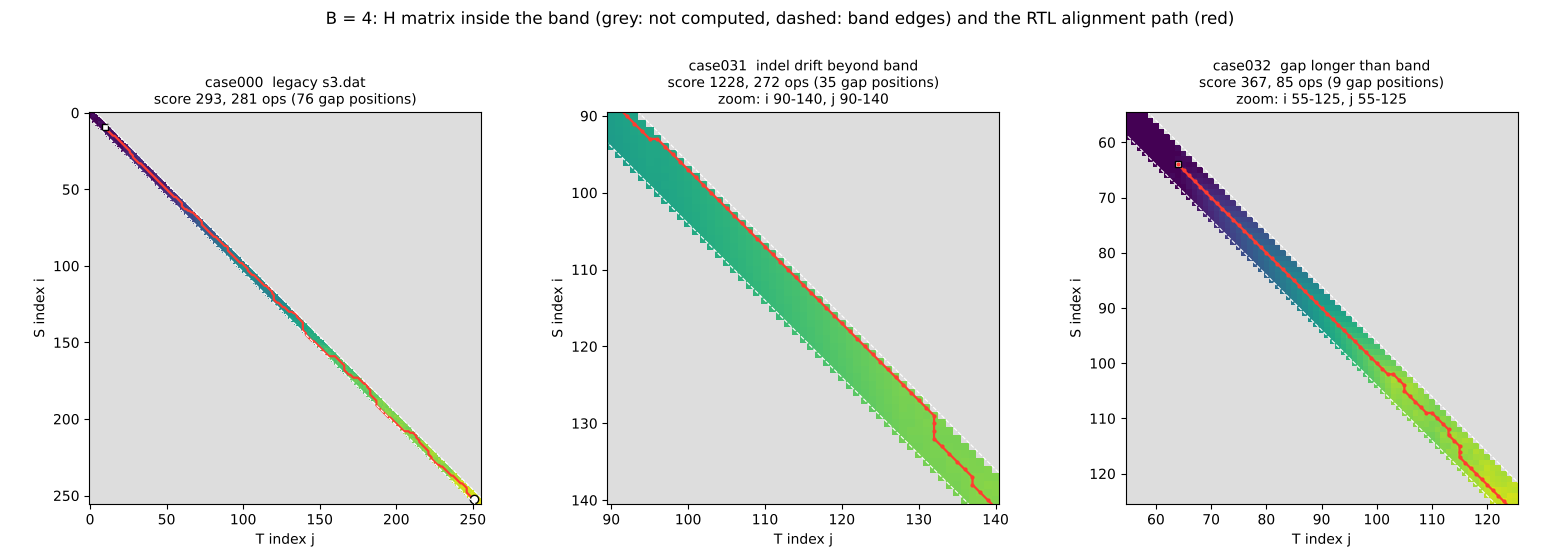 B = 4: H matrix inside the band (grey: not computed, dashed: band edges) and the RTL alignment path (red)
case000  legacy s3.dat
score 293, 281 ops (76 gap positions)
S index i
0
50
100
150
200
250
0 50 100 150 200 250
T index j
case031  indel drift beyond band
score 1228, 272 ops (35 gap positions)
zoom: i 90-140, j 90-140
S index i
90
100
110
120
130
140
90 100 110 120 130 140
T index j
case032  gap longer than band
score 367, 85 ops (9 gap positions)
zoom: i 55-125, j 55-125
S index i
60
70
80
90
100
110
120
60 70 80 90 100 110 120
T index j